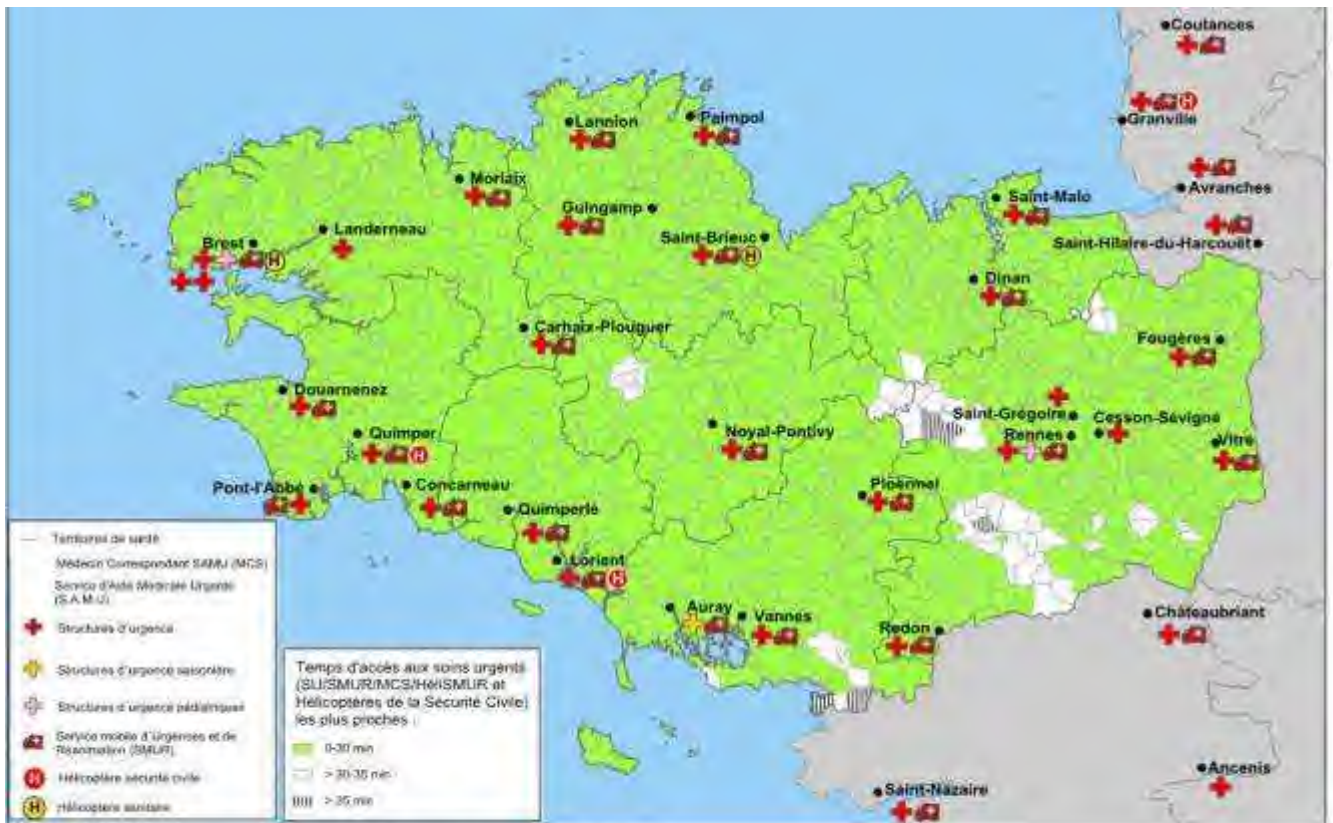 Coutances
H
Granville
Avranches
Saint-Hilaire-du-Harcouët
Lannion
Paimpol
Morlaix
Guingamp
Saint-Brieuc
H
Saint-Malo
Landerneau
Brest
H
Dinan
Carhaix-Plouguer
Fougères
Douarnenez
Quimper
H
Noyal-Pontivy
Saint-Grégoire
Cesson-Sévigné
Rennes
Vitré
Pont-l'Abbé
Concarneau
Quimperlé
Ploërmel
Lorient
H
Auray
Vannes
Redon
Châteaubriant
Ancenis
Saint-Nazaire
Territoires de santé
Médecin Correspondant SAMU (MCS)
Service d'Aide Médicale Urgente
(S.A.M.U)
Structures d'urgence
Structures d'urgence saisonière
Structures d'urgence pédiatriques
Service mobile d'Urgences et de
Réanimation (SMUR)
H Hélicoptère sécurité civile
H Hélicoptère sanitaire
Temps d'accès aux soins urgents
(SU/SMUR/MCS/HéliSMUR et
Hélicoptères de la Sécurité Civile)
les plus proches :
0-30 min
> 30-35 min
> 35 min